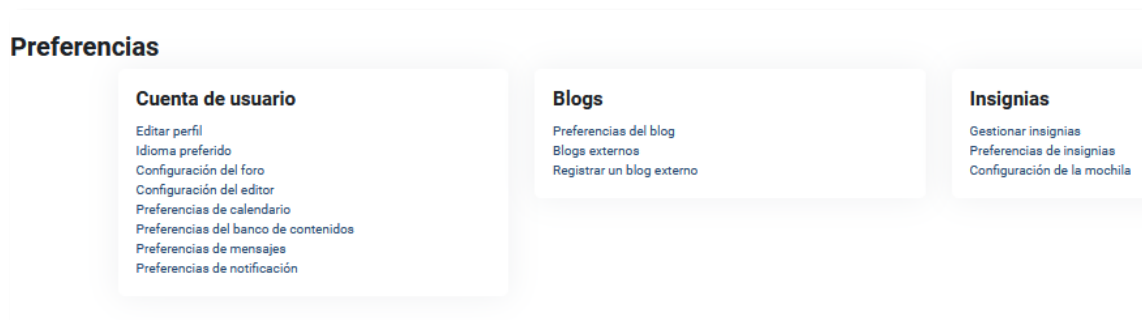 Preferencias
Cuenta de usuario
Editar perfil
Idioma preferido
Configuración del foro
Configuración del editor
Preferencias de calendario
Preferencias del banco de contenidos
Preferencias de mensajes
Preferencias de notificación
Blogs
Preferencias del blog
Blogs externos
Registrar un blog externo
Insignias
Gestionar insignias
Preferencias de insignias
Configuración de la mochila